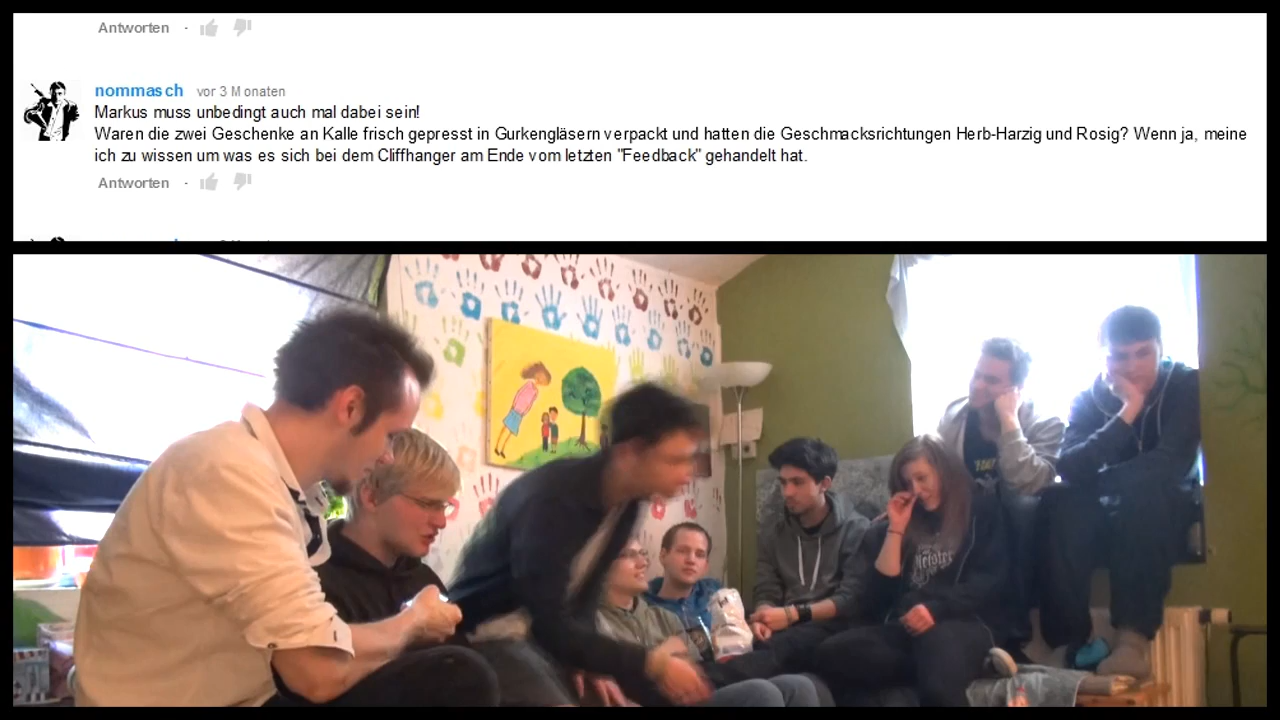 Antworten ·
nommasch vor 3 Monaten
Markus muss unbedingt auch mal dabei sein!
Waren die zwei Geschenke an Kalle frisch gepresst in Gurkengläsern verpackt und hatten die Geschmacksrichtungen Herb-Harzig und Rosig? Wenn ja, meine
ich zu wissen um was es sich bei dem Cliffhanger am Ende vom letzten "Feedback" gehandelt hat.
Antworten ·